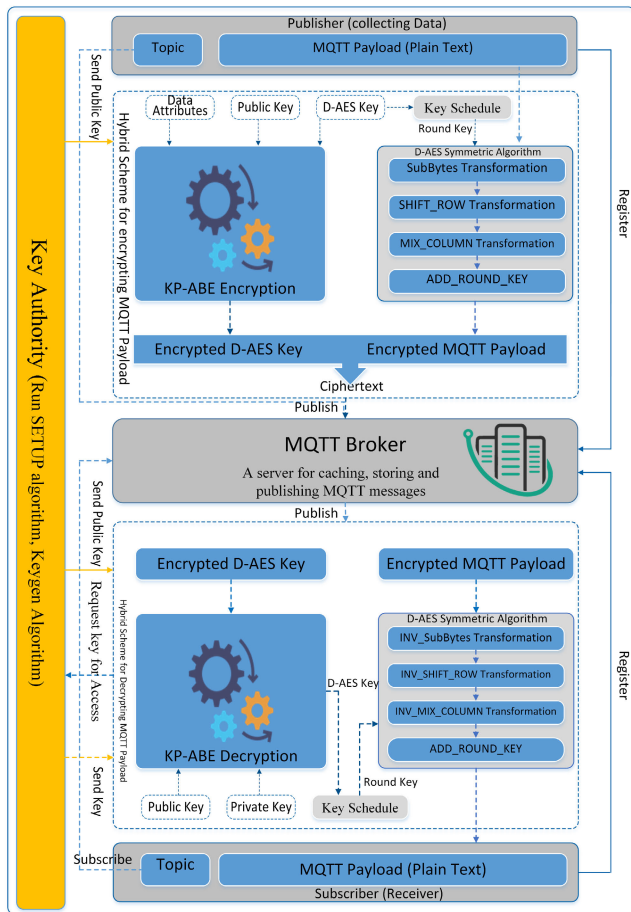 Publisher (collecting Data)
Topic
MQTT Payload (Plain Text)
Send Public Key
Register
Hybrid Scheme for encrypting MQTT
Payload
Data
Attributes
Public Key
D-AES Key
Key Schedule
Round Key
D-AES Symmetric Algorithm
SubBytes Transformation
SHIFT_ROW Transformation
MIX_COLUMN Transformation
ADD_ROUND_KEY
KP-ABE Encryption
Encrypted D-AES Key
Encrypted MQTT Payload
Ciphertext
Publish
Key Authority (Run SETUP algorithm, Keygen Algorithm)
MQTT Broker
A server for caching, storing and
publishing MQTT messages
Publish
Send Public Key
Request key for
Access
Send Key
Hybrid Scheme for Decrypting MQTT
Payload
Encrypted D-AES Key
Encrypted MQTT Payload
D-AES Symmetric Algorithm
INV_SubBytes Transformation
INV_SHIFT_ROW Transformation
INV_MIX_COLUMN Transformation
ADD_ROUND_KEY
KP-ABE Decryption
D-AES Key
Round Key
Public Key
Private Key
Key Schedule
Register
Subscribe
Topic
MQTT Payload (Plain Text)
Subscriber (Receiver)